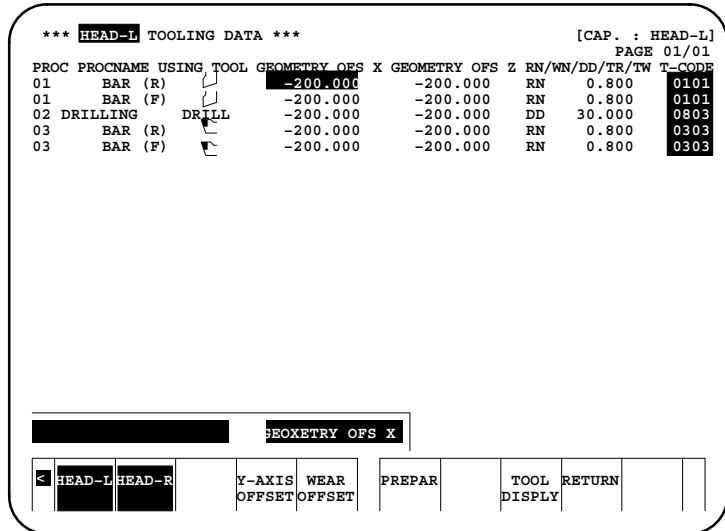 *** HEAD-L TOOLING DATA *** [CAP. : HEAD-L]
PAGE 01/01
PROC PROCNAME USING TOOL GEOMETRY OFS X GEOMETRY OFS Z RN/WN/DD/TR/TW T-CODE
01 BAR (R) -200.000 -200.000 RN 0.800 0101
01 BAR (F) -200.000 -200.000 RN 0.800 0101
02 DRILLING DRILL -200.000 -200.000 DD 30.000 0803
03 BAR (R) -200.000 -200.000 RN 0.800 0303
03 BAR (F) -200.000 -200.000 RN 0.800 0303
GEOXETRY OFS X
< HEAD-L HEAD-R Y-AXIS WEAR PREPAR TOOL RETURN
OFFSET OFFSET DISPLY